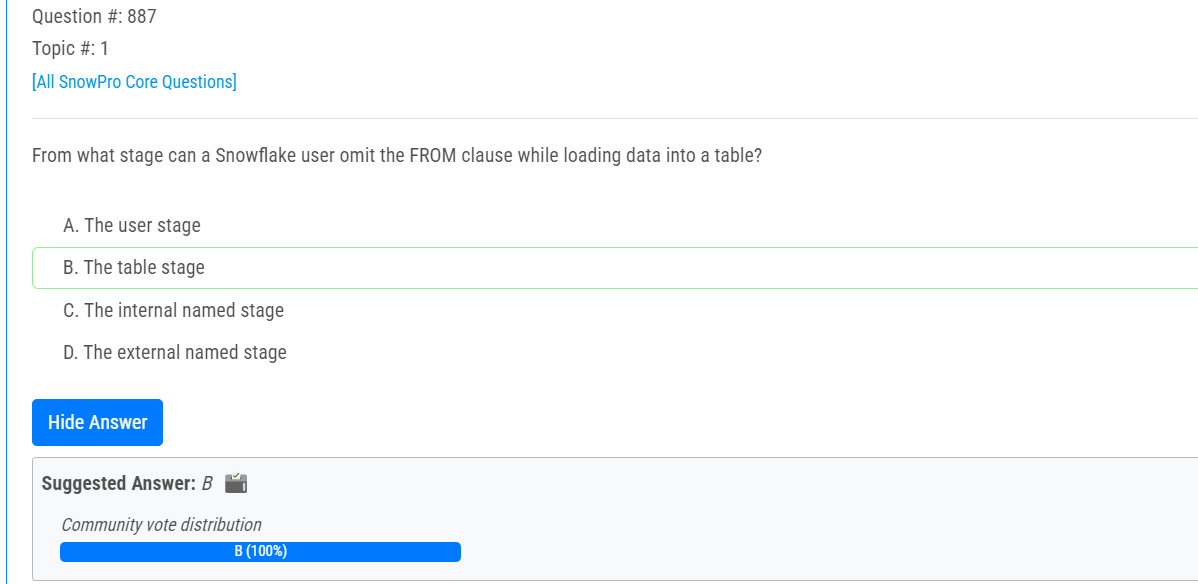 Question #: 887
Topic #: 1
[All SnowPro Core Questions]
From what stage can a Snowflake user omit the FROM clause while loading data into a table?
A. The user stage
B. The table stage
C. The internal named stage
D. The external named stage
Hide Answer
Suggested Answer: B
Community vote distribution
B (100%)